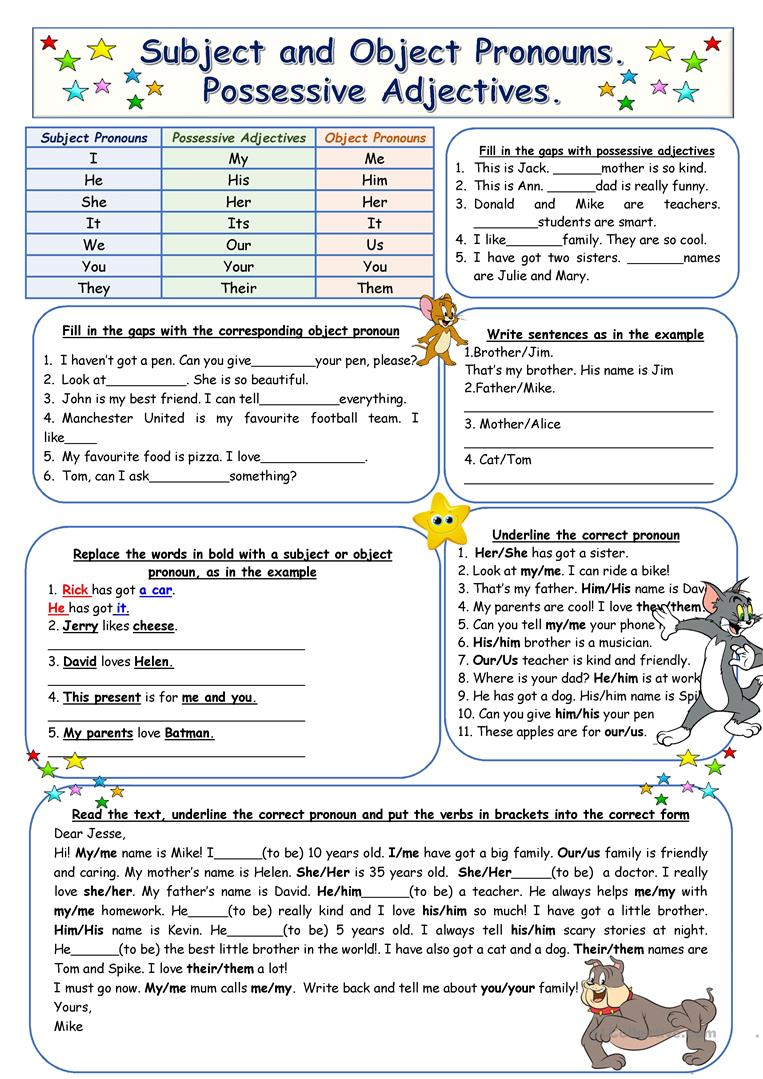 Subject and Object Pronouns.
Possessive Adjectives.
Subject Pronouns Possessive Adjectives Object Pronouns
I My Me
He His Him
She Her Her
It Its It
We Our Us
You Your You
They Their Them
Fill in the gaps with possessive adjectives
1. This is Jack. ______mother is so kind.
2. This is Ann. ______dad is really funny.
3. Donald and Mike are teachers.
________students are smart.
4. I like_______family. They are so cool.
5. I have got two sisters. _______names
are Julie and Mary.
Fill in the gaps with the corresponding object pronoun
1. I haven't got a pen. Can you give________your pen, please?
2. Look at__________. She is so beautiful.
3. John is my best friend. I can tell__________everything.
4. Manchester United is my favourite football team. I
like____
5. My favourite food is pizza. I love_____________.
6. Tom, can I ask__________something?
Write sentences as in the example
1.Brother/Jim.
That's my brother. His name is Jim
2.Father/Mike.
3. Mother/Alice
4. Cat/Tom
Replace the words in bold with a subject or object
pronoun, as in the example
1. Rick has got a car.
He has got it.
2. Jerry likes cheese.
3. David loves Helen.
4. This present is for me and you.
5. My parents love Batman.
Underline the correct pronoun
1. Her/She has got a sister.
2. Look at my/me. I can ride a bike!
3. That's my father. Him/His name is Dav
4. My parents are cool! I love they/them!
5. Can you tell my/me your phone
6. His/him brother is a musician.
7. Our/Us teacher is kind and friendly.
8. Where is your dad? He/him is at work
9. He has got a dog. His/him name is Spi
10. Can you give him/his your pen
11. These apples are for our/us.
Read the text, underline the correct pronoun and put the verbs in brackets into the correct form
Dear Jesse,
Hi! My/me name is Mike! I______(to be) 10 years old. I/me have got a big family. Our/us family is friendly
and caring. My mother's name is Helen. She/Her is 35 years old. She/Her_____(to be) a doctor. I really
love she/her. My father's name is David. He/him______(to be) a teacher. He always helps me/my with
my/me homework. He_____(to be) really kind and I love his/him so much! I have got a little brother.
Him/His name is Kevin. He_______(to be) 5 years old. I always tell his/him scary stories at night.
He______(to be) the best little brother in the world!. I have also got a cat and a dog. Their/them names are
Tom and Spike. I love their/them a lot!
I must go now. My/me mum calls me/my. Write back and tell me about you/your family!
Yours,
Mike